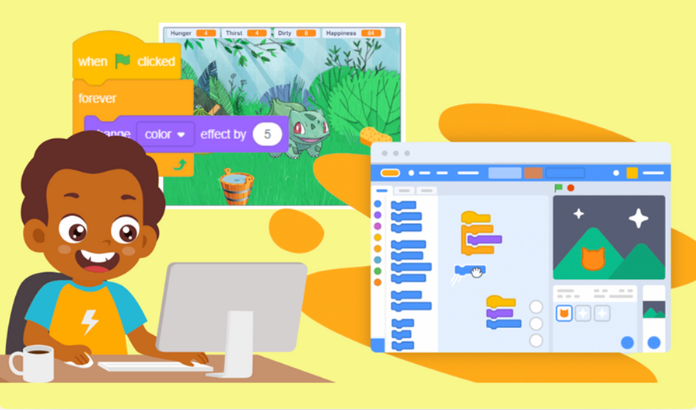 Hunger 4 Thirst 4 Dirty 8 Happiness 84
when clicked
forever
change color effect by 5